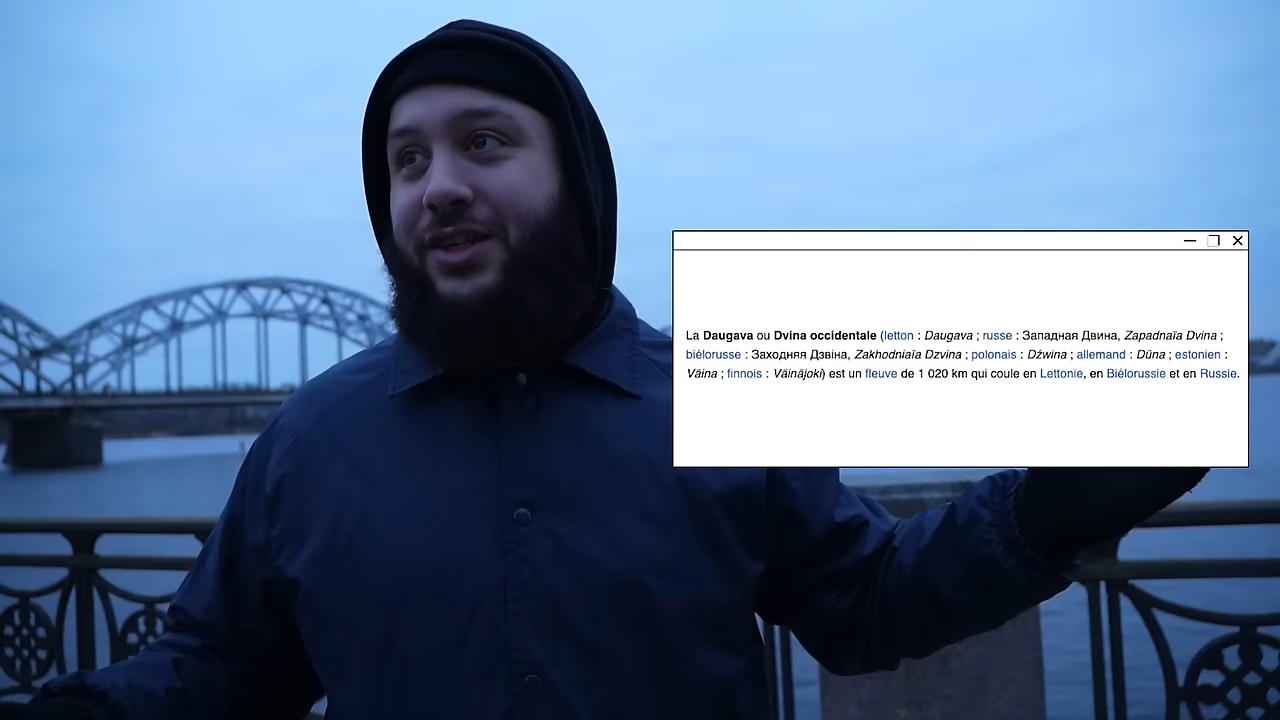 La Daugava ou Dvina occidentale (letton : Daugava ; russe : Западная Двина, Zapadnaïa Dvina ;
biélorusse : Заходняя Дзвіна, Zakhodniaïa Dzvina ; polonais : Dźwina ; allemand : Düna ; estonien :
Väina ; finnois : Väinäjoki) est un fleuve de 1 020 km qui coule en Lettonie, en Biélorussie et en Russie.